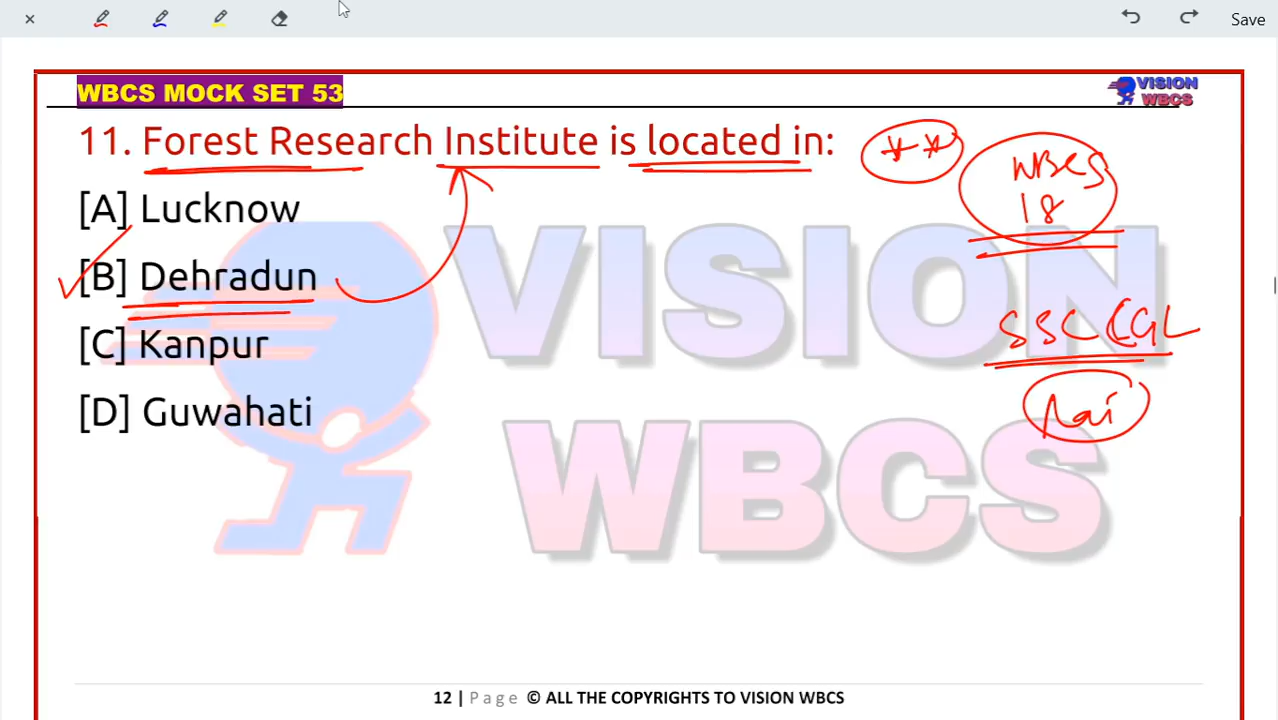 Save
WBCS MOCK SET 53
VISION
WBCS
11. Forest Research Institute is located in:
**
WBCS
18
[A] Lucknow
[B] Dehradun
[C] Kanpur
[D] Guwahati
SSC CGL
VISION
WBCS
12 | Page © ALL THE COPYRIGHTS TO VISION WBCS